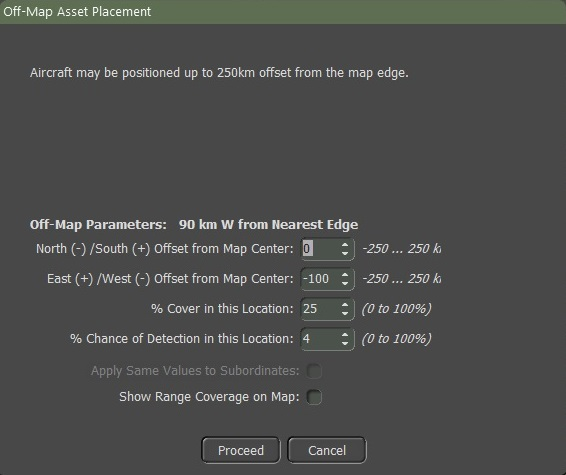 Off-Map Asset Placement
Aircraft may be positioned up to 250km offset from the map edge.
Off-Map Parameters: 90 km W from Nearest Edge
North (-) /South (+) Offset from Map Center: 0 -250 ... 250 k
East (+) /West (-) Offset from Map Center: -100 -250 ... 250 k
% Cover in this Location: 25 (0 to 100%)
% Chance of Detection in this Location: 4 (0 to 100%)
Apply Same Values to Subordinates:
Show Range Coverage on Map:
Proceed Cancel